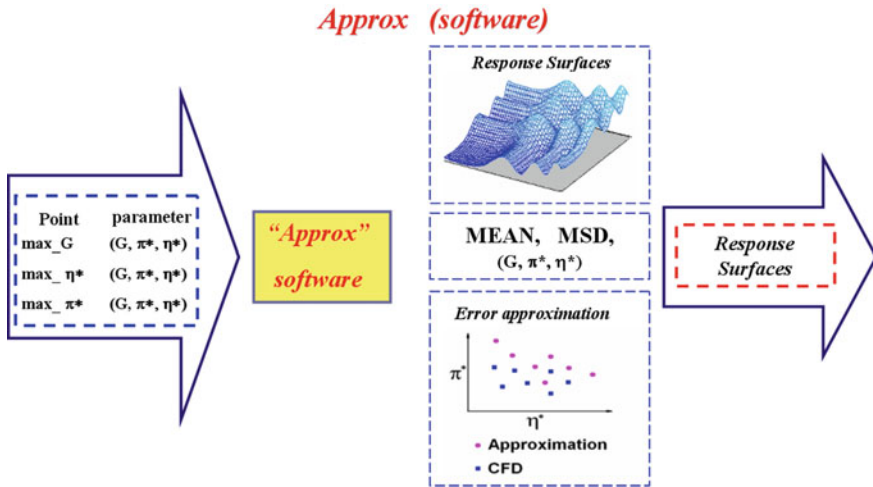 Approx (software)
Point parameter
max_G (G, π*, η*)
max_ η* (G, π*, η*)
max_ π* (G, π*, η*)
“Approx”
software
Response Surfaces
MEAN, MSD,
(G, π*, η*)
Error approximation
π*
η*
Approximation
CFD
Response
Surfaces